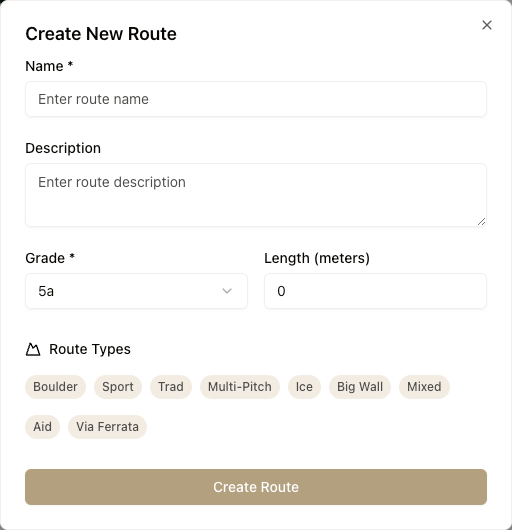 Create New Route
Name *
Enter route name
Description
Enter route description
Grade * Length (meters)
5a 0
Route Types
Boulder Sport Trad Multi-Pitch Ice Big Wall Mixed
Aid Via Ferrata
Create Route